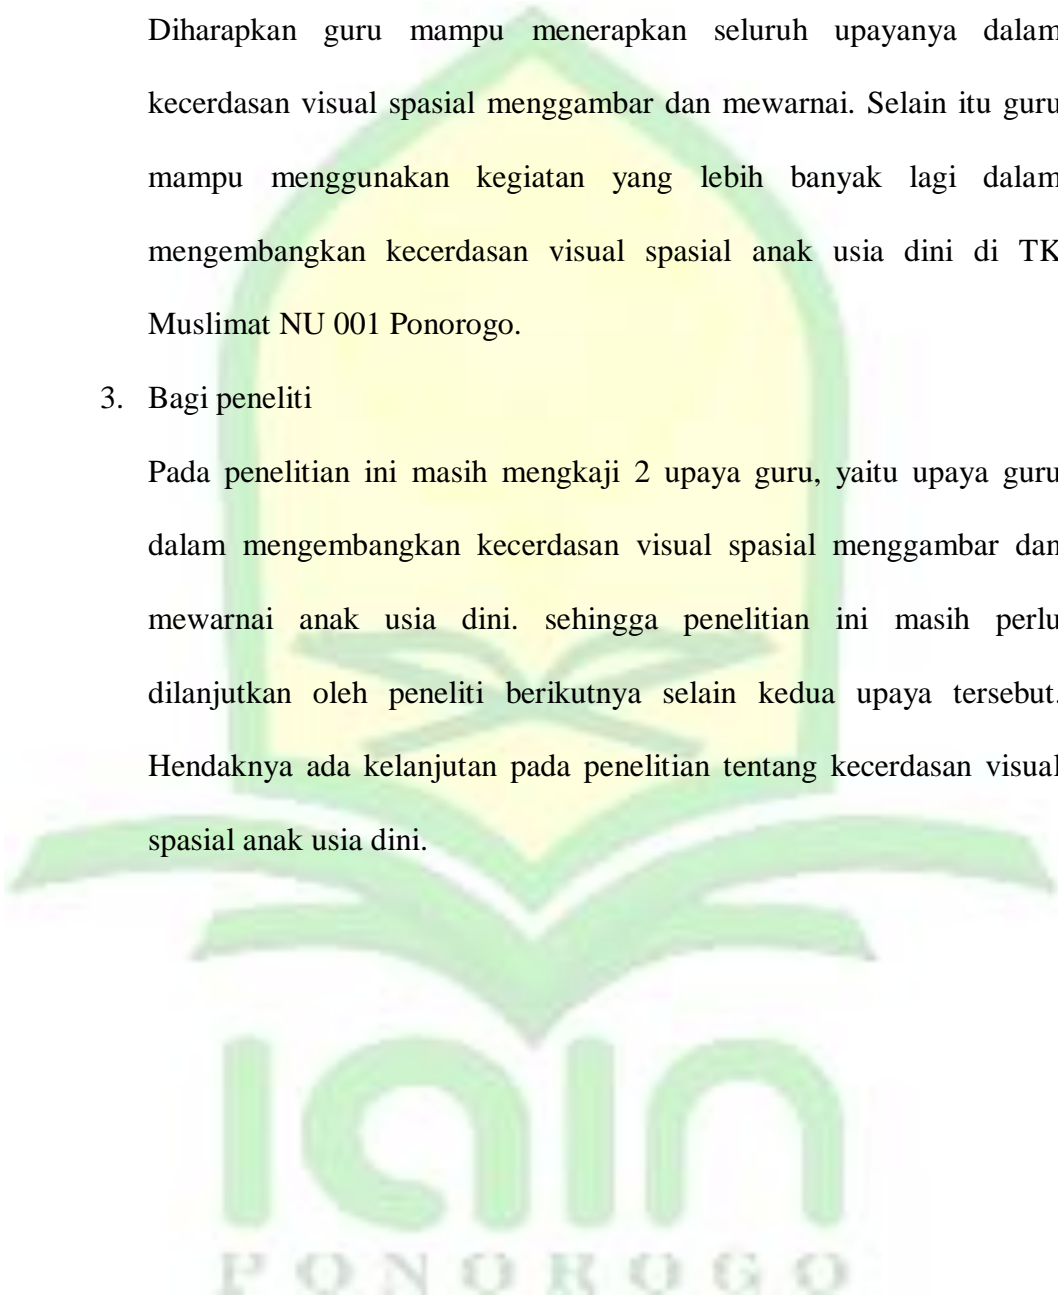 Diharapkan guru mampu menerapkan seluruh upayanya dalam
kecerdasan visual spasial menggambar dan mewarnai. Selain itu guru
mampu menggunakan kegiatan yang lebih banyak lagi dalam
mengembangkan kecerdasan visual spasial anak usia dini di TK
Muslimat NU 001 Ponorogo.
3. Bagi peneliti
Pada penelitian ini masih mengkaji 2 upaya guru, yaitu upaya guru
dalam mengembangkan kecerdasan visual spasial menggambar dan
mewarnai anak usia dini. sehingga penelitian ini masih perlu
dilanjutkan oleh peneliti berikutnya selain kedua upaya tersebut.
Hendaknya ada kelanjutan pada penelitian tentang kecerdasan visual
spasial anak usia dini.
iain
PONOROGO